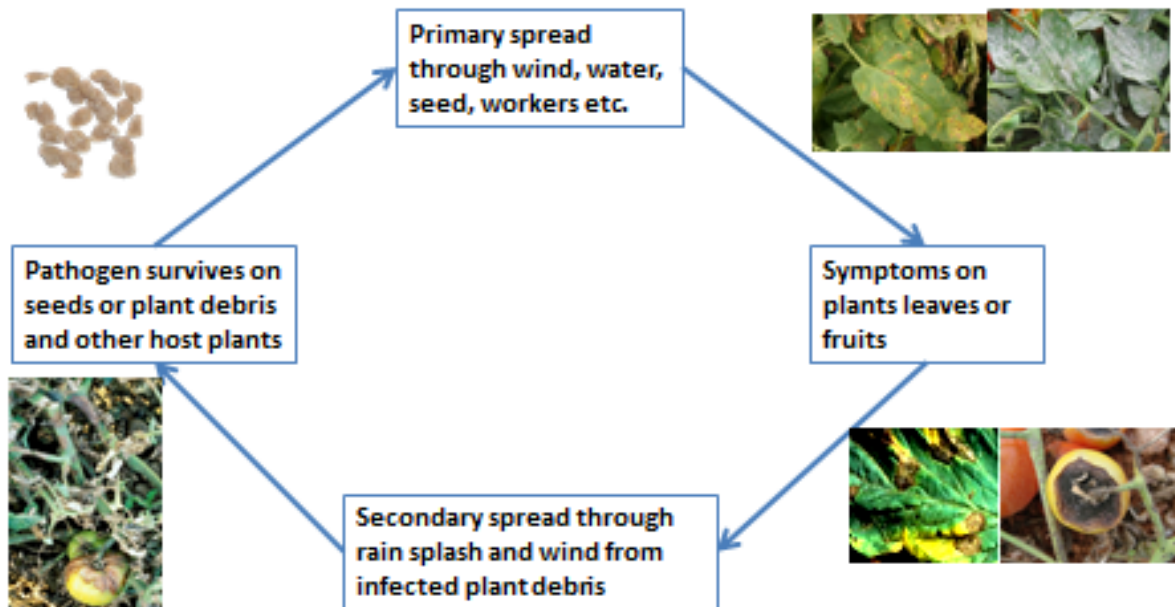 Primary spread
through wind, water,
seed, workers etc.
Pathogen survives on
seeds or plant debris
and other host plants
Symptoms on
plants leaves or
fruits
Secondary spread through
rain splash and wind from
infected plant debris